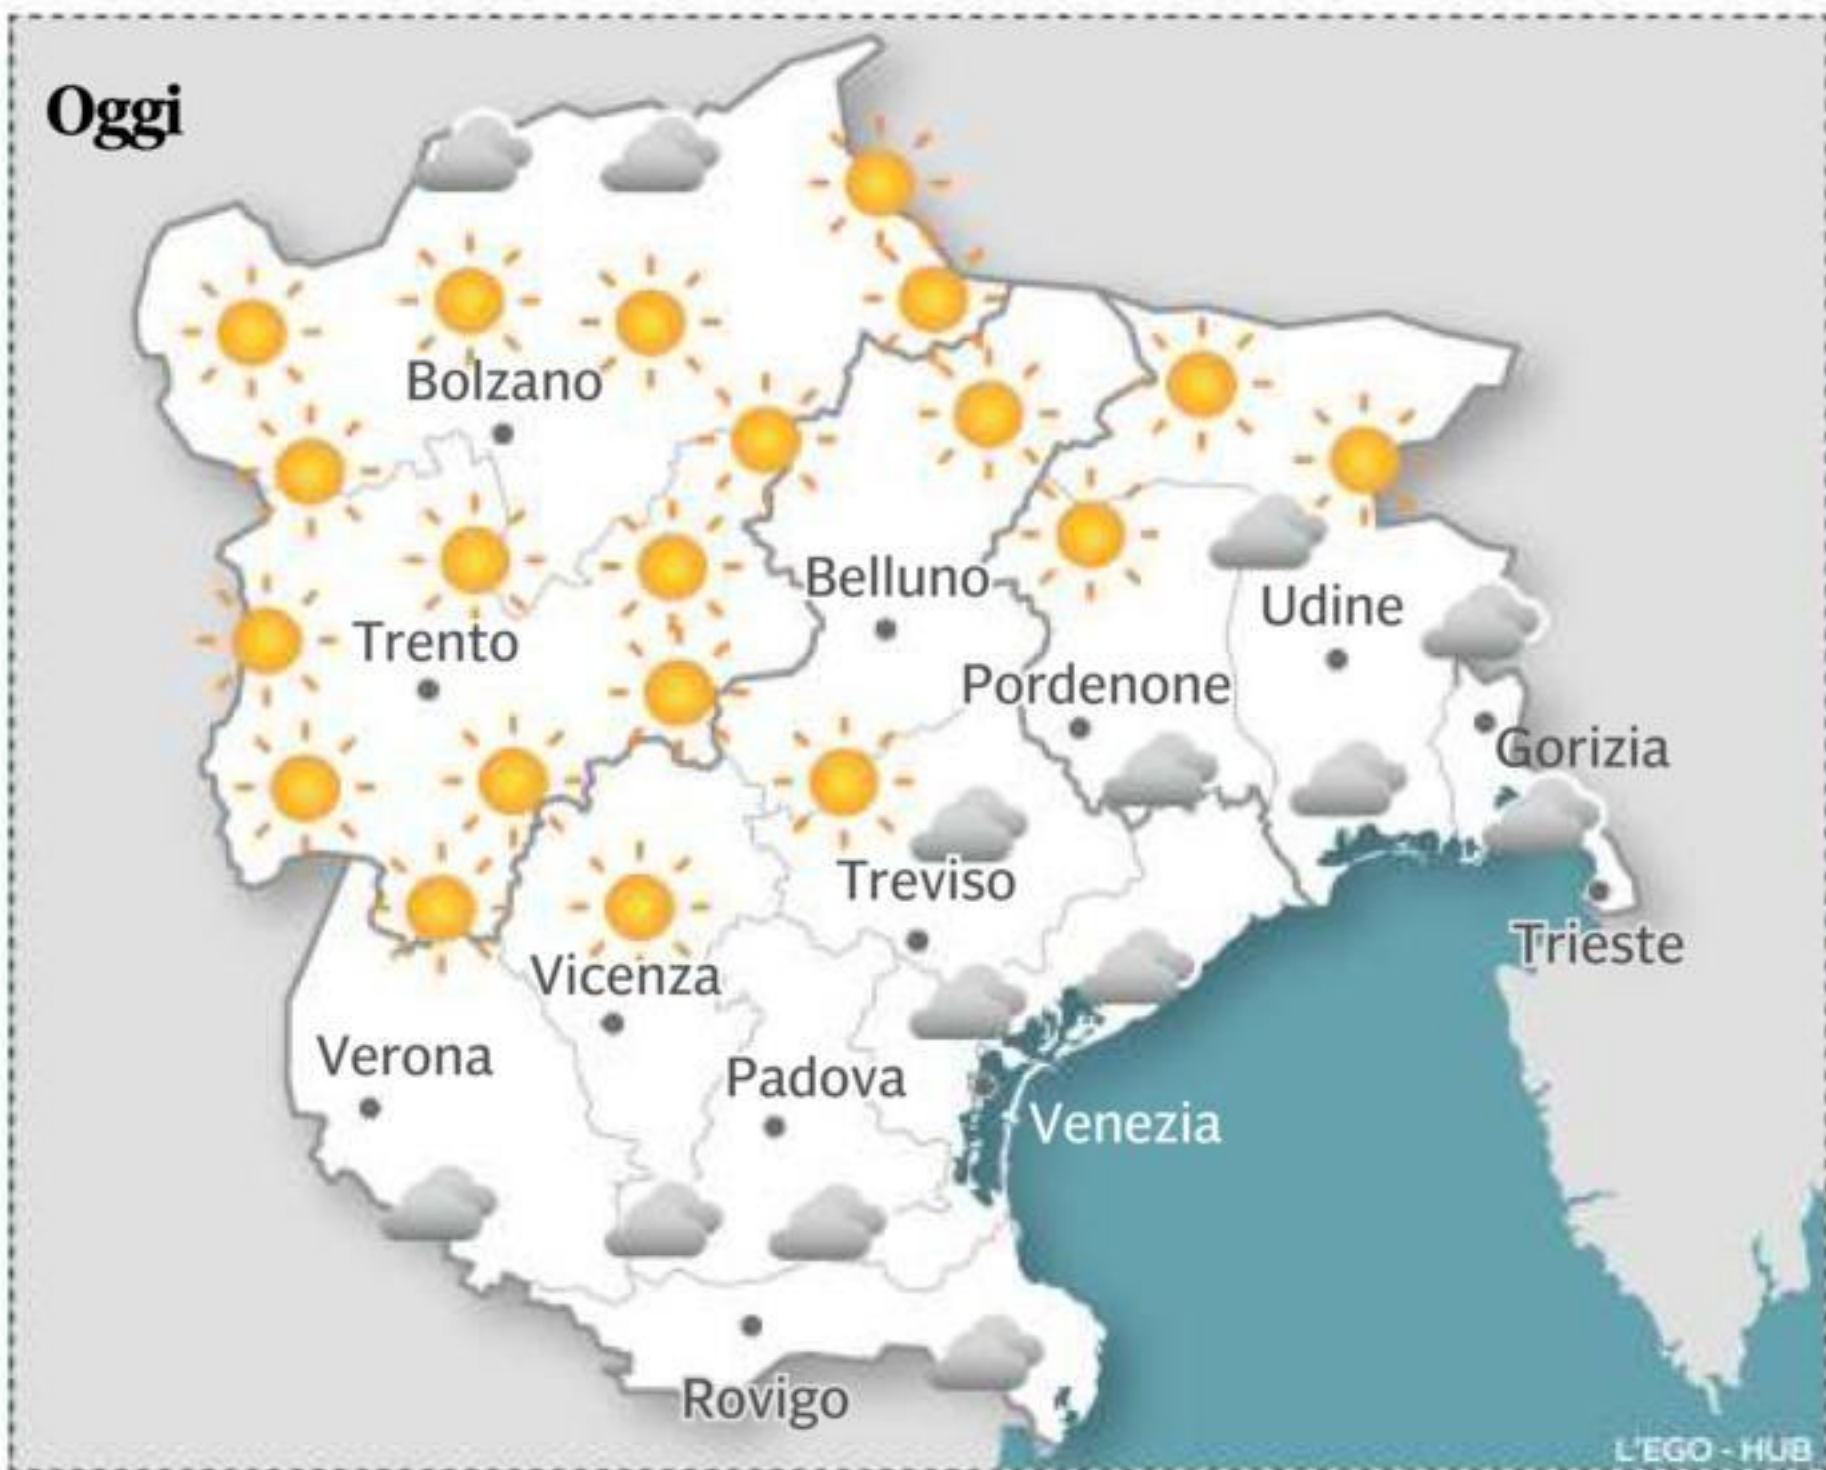 Oggi
Bolzano
Belluno
Udine
Trento
Pordenone
Gorizia
Treviso
Trieste
Vicenza
Verona
Padova
Venezia
Rovigo
L'EGO - HUB